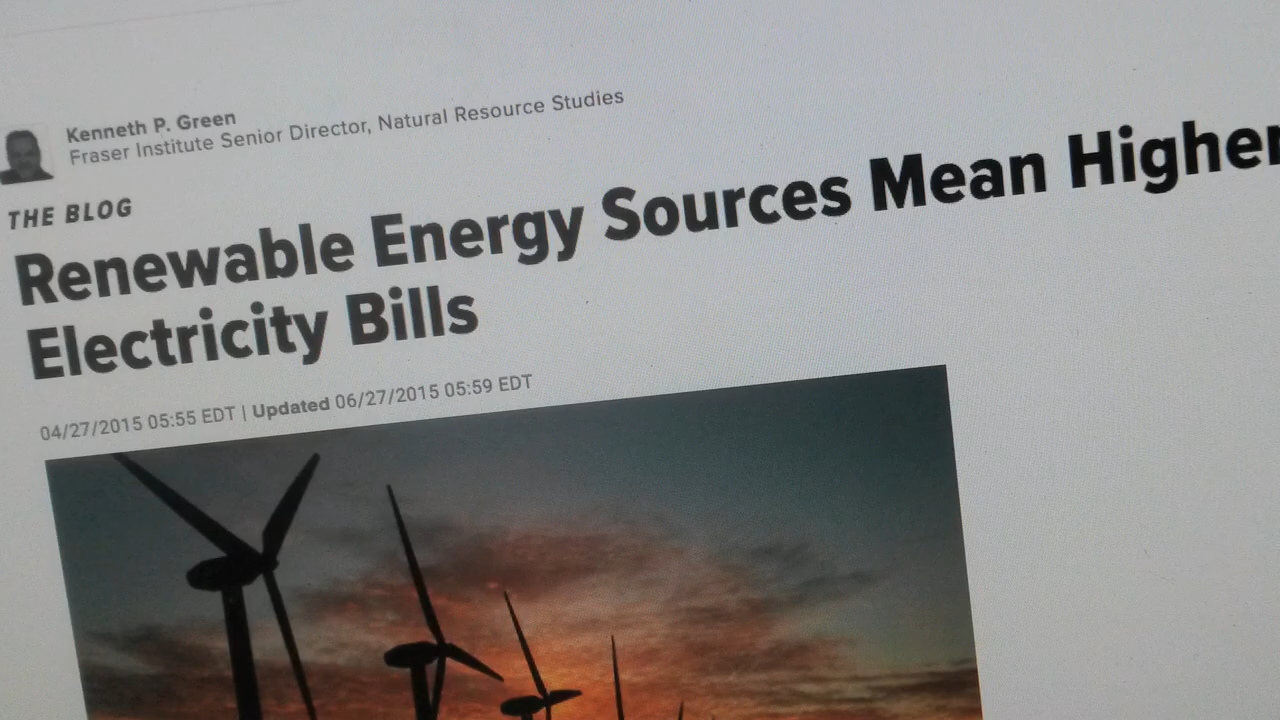 Kenneth P. Green
Fraser Institute Senior Director, Natural Resource Studies
THE BLOG
Renewable Energy Sources Mean Higher
Electricity Bills
04/27/2015 05:55 EDT | Updated 06/27/2015 05:59 EDT